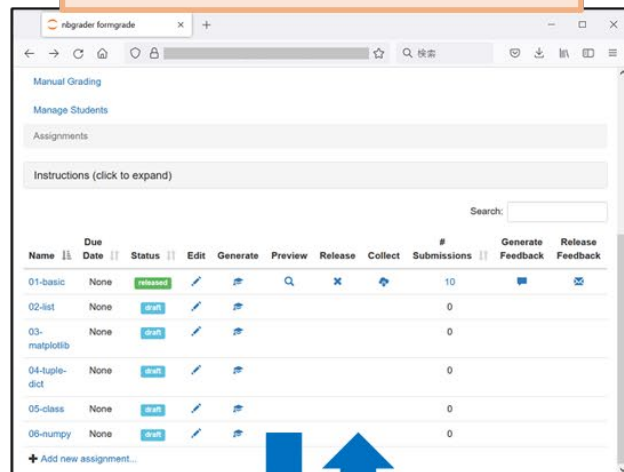 nbgrader formgrade
検索
Manual Grading
Manage Students
Assignments
Instructions (click to expand)
Search:
Name Due Date Status Edit Generate Preview Release Collect # Submissions Generate Feedback Release Feedback
01-basic None released 10
02-list None draft 0
03-matplotlib None draft 0
04-tuple-dict None draft 0
05-class None draft 0
06-numpy None draft 0
Add new assignment...